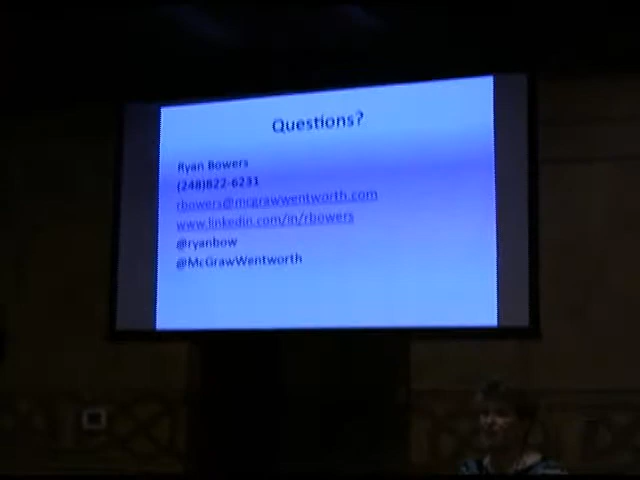 Questions?
Ryan Bowers
(248)822-6231
rbowers@mcgrawwentworth.com
www.linkedin.com/in/rbowers
@ryanbow
@McGrawWentworth